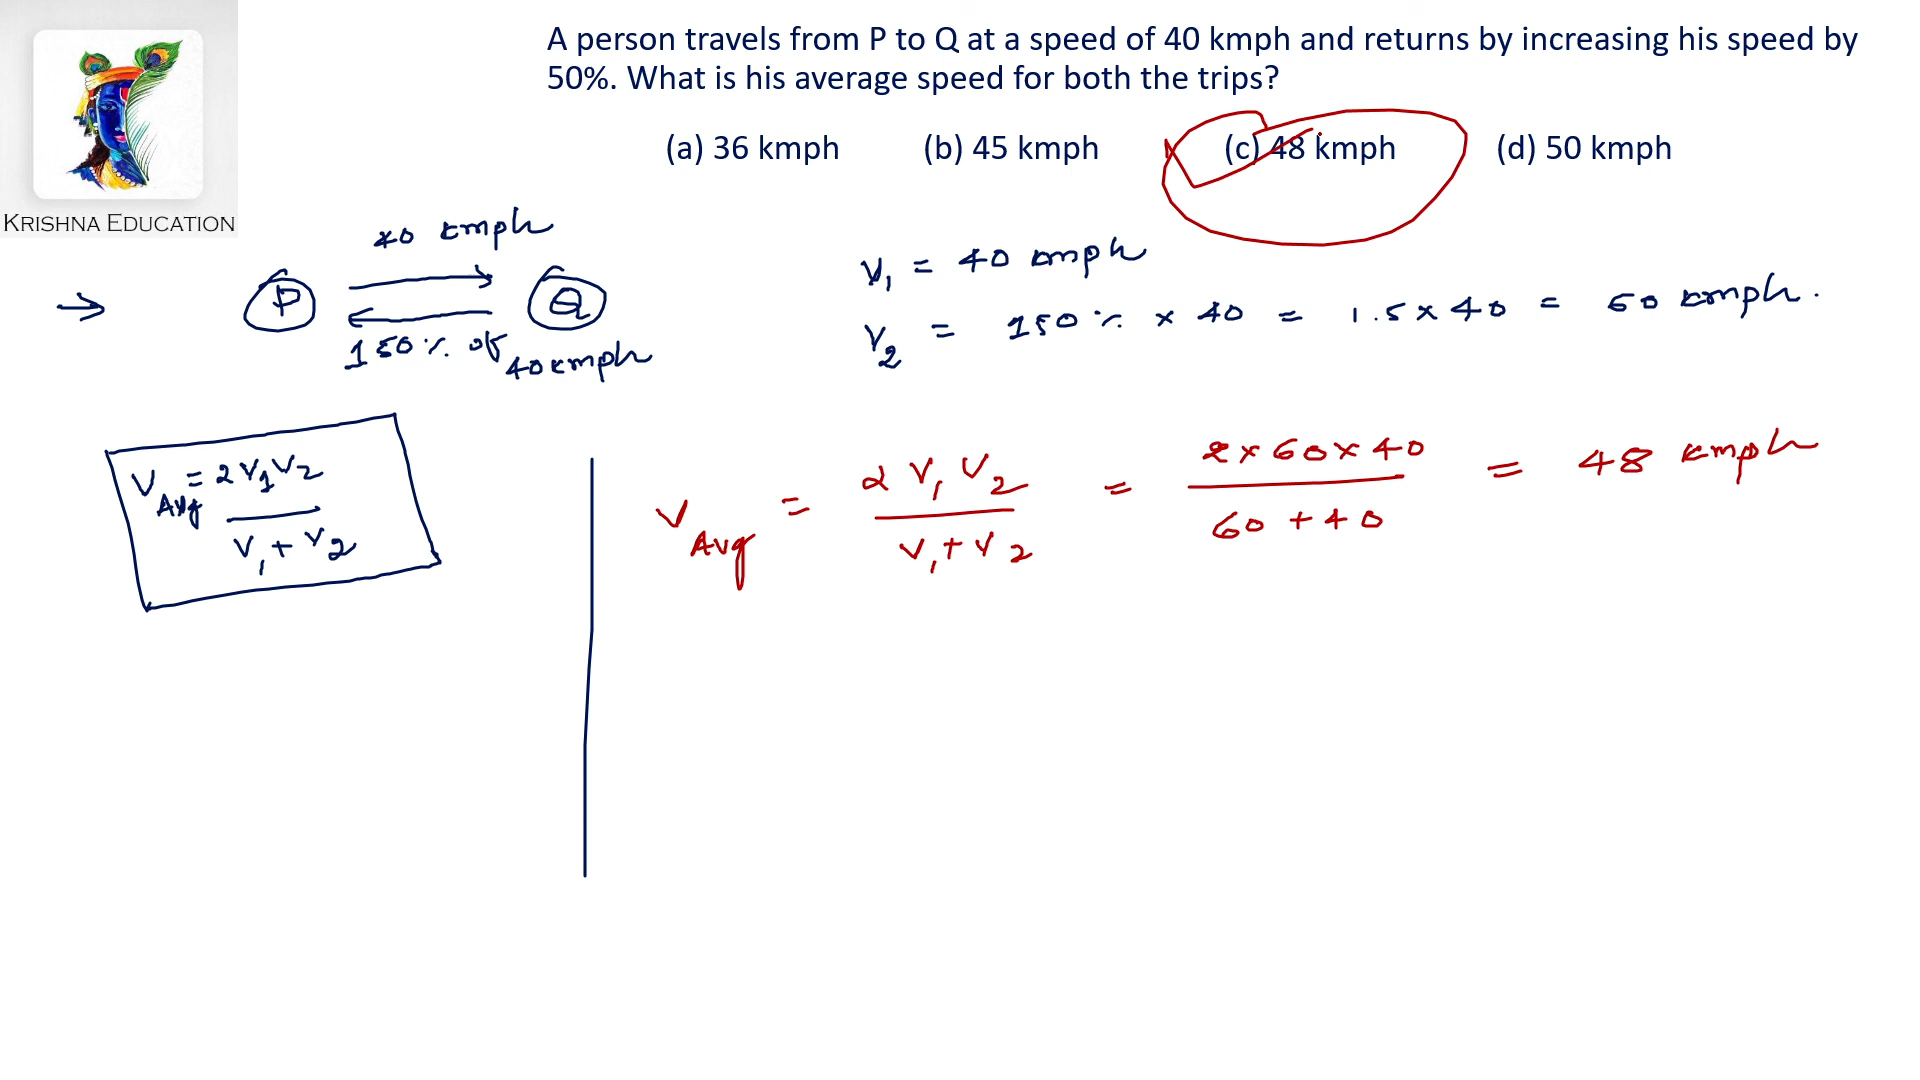 A person travels from P to Q at a speed of 40 kmph and returns by increasing his speed by
50%. What is his average speed for both the trips?
(a) 36 kmph (b) 45 kmph (c) 48 kmph (d) 50 kmph
KRISHNA EDUCATION
40 kmph
P Q
150% of 40 kmph
V1 = 40 kmph
V2 = 150% × 40 = 1.5 × 40 = 60 kmph.
VAvg = 2V1V2
V1 + V2
VAvg = 2 V1 V2 = 2 × 60 × 40 = 48 kmph
V1 + V2 60 + 40